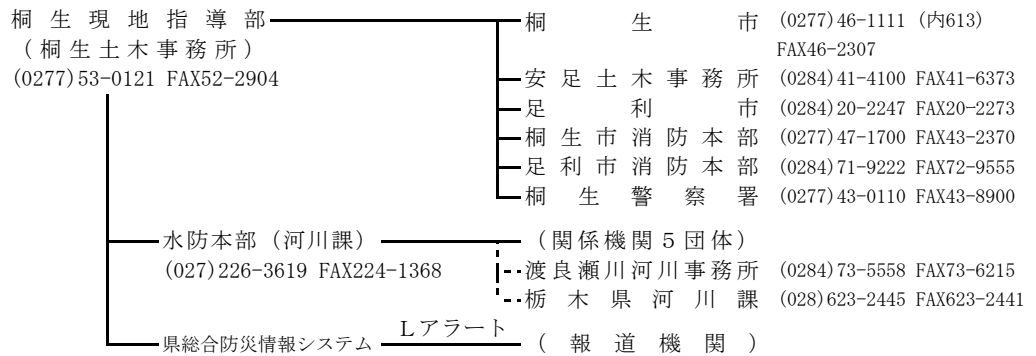 桐生現地指導部 桐生市 (0277)46-1111 (内613)
(桐生土木事務所) FAX46-2307
(0277)53-0121 FAX52-2904 安足土木事務所 (0284)41-4100 FAX41-6373
足利市 (0284)20-2247 FAX20-2273
桐生市消防本部 (0277)47-1700 FAX43-2370
足利市消防本部 (0284)71-9222 FAX72-9555
桐生警察署 (0277)43-0110 FAX43-8900
水防本部(河川課) (関係機関5団体)
(027)226-3619 FAX224-1368 渡良瀬川河川事務所 (0284)73-5558 FAX73-6215
栃木県河川課 (028)623-2445 FAX623-2441
県総合防災情報システム Lアラート (報道機関)